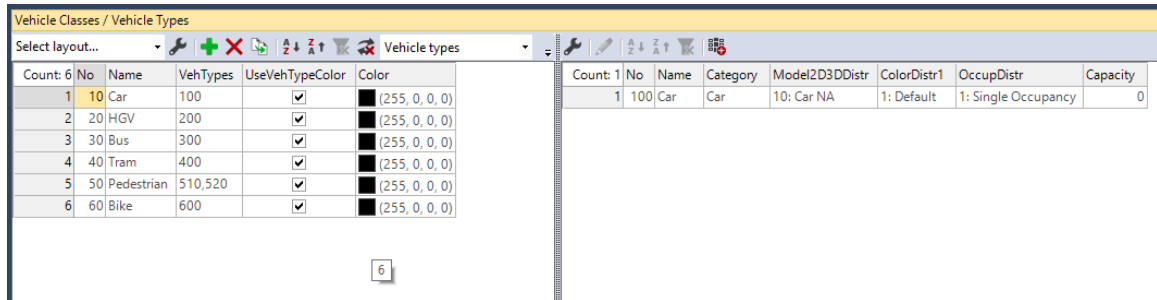 Vehicle Classes / Vehicle Types
Select layout... Vehicle types
Count: 6 No Name VehTypes UseVehTypeColor Color
1 10 Car 100 (255, 0, 0, 0)
2 20 HGV 200 (255, 0, 0, 0)
3 30 Bus 300 (255, 0, 0, 0)
4 40 Tram 400 (255, 0, 0, 0)
5 50 Pedestrian 510,520 (255, 0, 0, 0)
6 60 Bike 600 (255, 0, 0, 0)
6
Count: 1 No Name Category Model2D3DDistr ColorDistr1 OccupDistr Capacity
1 100 Car Car 10: Car NA 1: Default 1: Single Occupancy 0